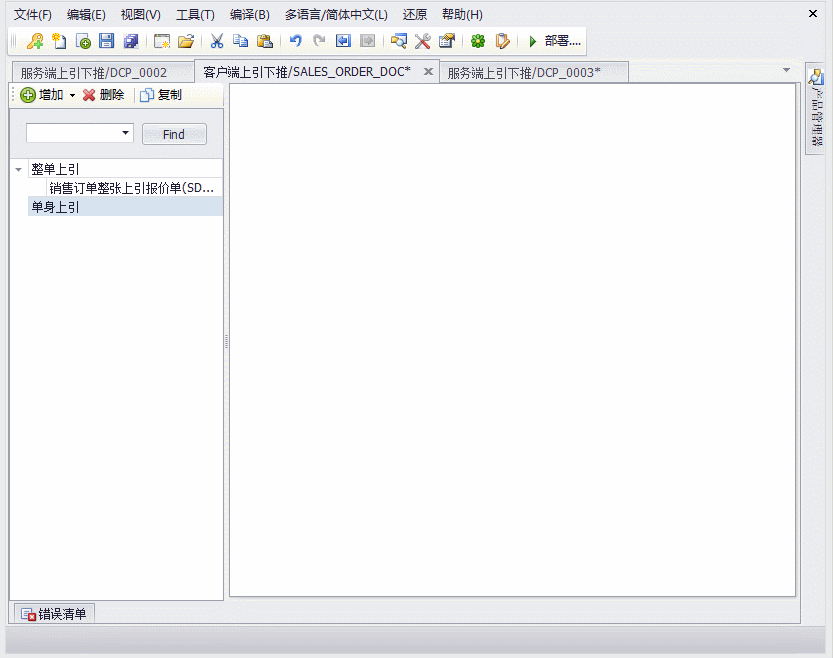 文件(F) 编辑(E) 视图(V) 工具(T) 编译(B) 多语言/简体中文(L) 还原 帮助(H)
部署....
服务端上引下推/DCP_0002 客户端上引下推/SALES_ORDER_DOC* 服务端上引下推/DCP_0003*
增加 删除 复制
Find
整单上引
销售订单整张上引报价单(SD...
单身上引
产品管理器
错误清单